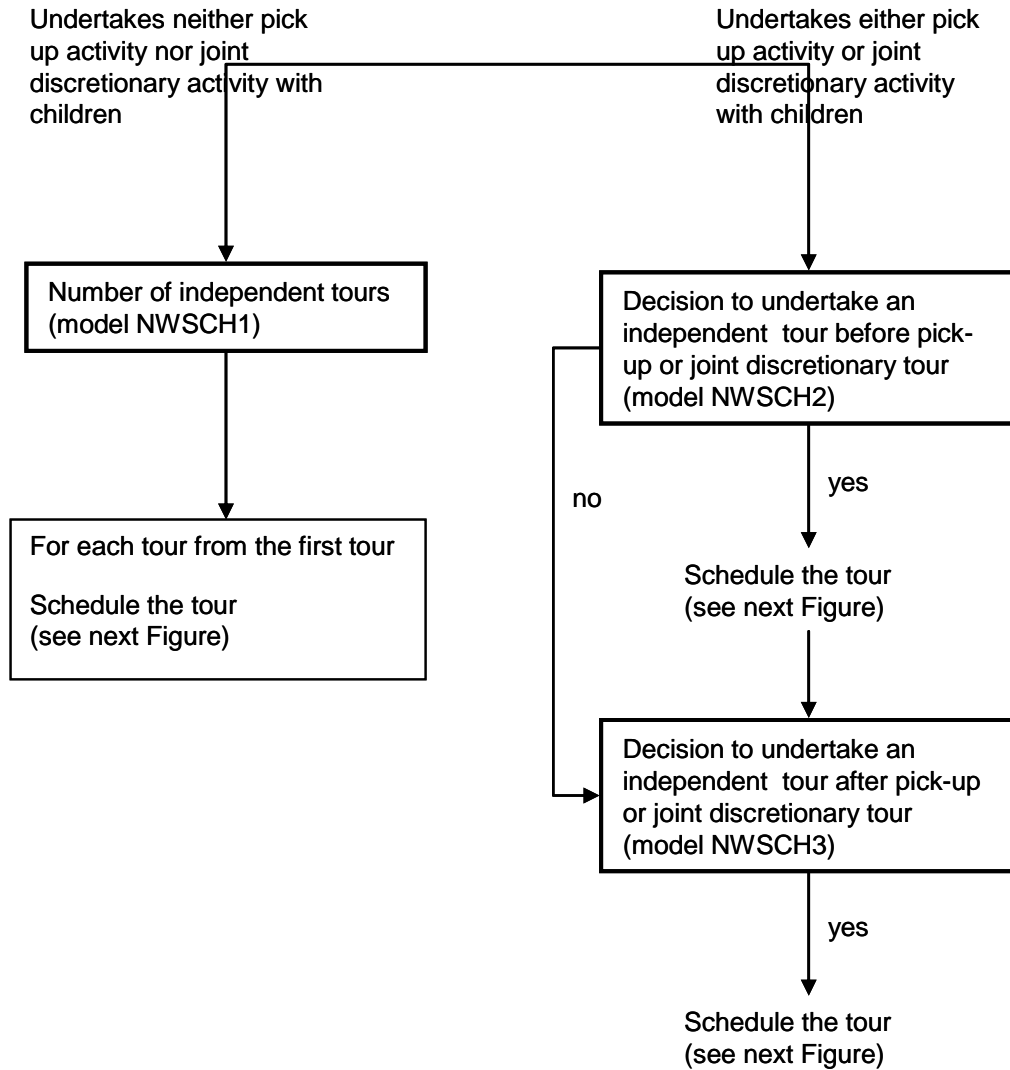 Undertakes neither pick
up activity nor joint
discretionary activity with
children
Undertakes either pick
up activity or joint
discretionary activity
with children
Number of independent tours
(model NWSCH1)
For each tour from the first tour
Schedule the tour
(see next Figure)
Decision to undertake an
independent tour before pick-
up or joint discretionary tour
(model NWSCH2)
no
yes
Schedule the tour
(see next Figure)
Decision to undertake an
independent tour after pick-up
or joint discretionary tour
(model NWSCH3)
yes
Schedule the tour
(see next Figure)